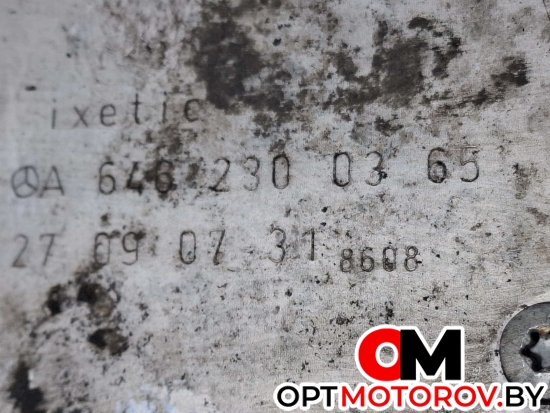 ixetic
A 646 230 03 65
27 09 07 31 8608
OM
OPTMOTOROV.BY